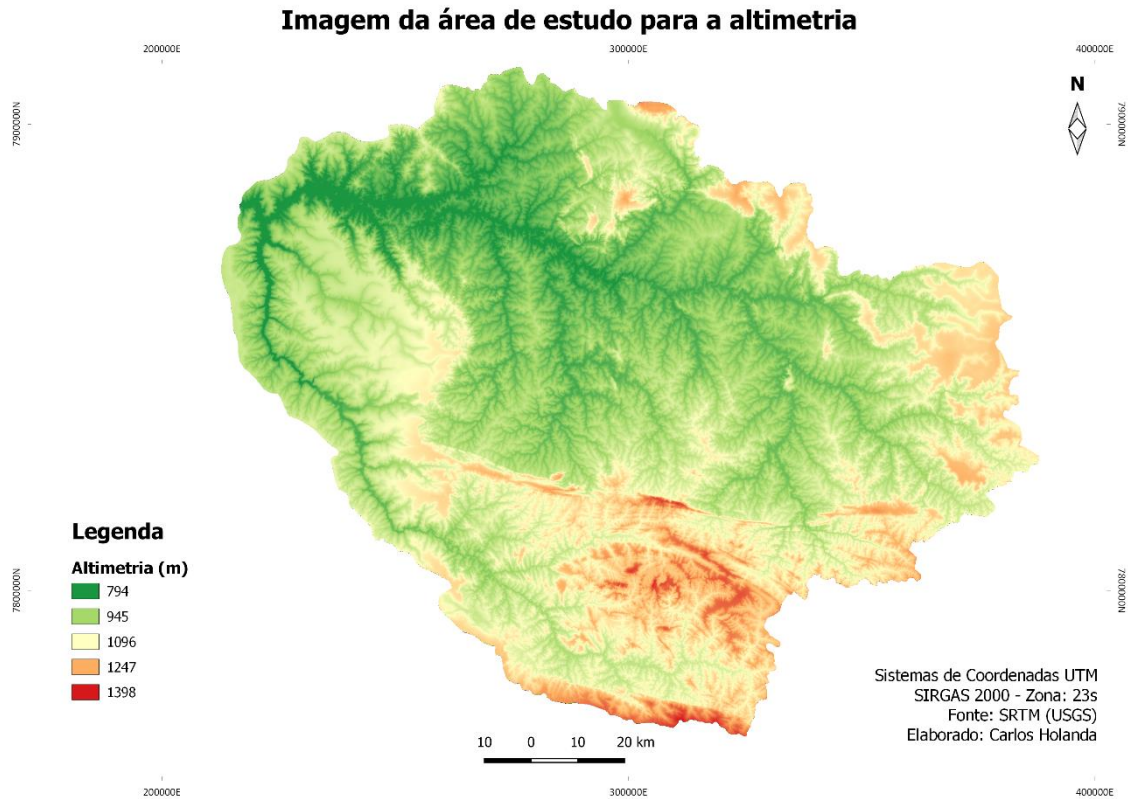 Imagem da área de estudo para a altimetria
200000E
300000E
400000E
N
7900000N
7900000N
Legenda
Altimetria (m)
794
945
1096
1247
1398
7800000N
7800000N
Sistemas de Coordenadas UTM
SIRGAS 2000 - Zona: 23s
Fonte: SRTM (USGS)
Elaborado: Carlos Holanda
10 0 10 20 km
200000E
300000E
400000E